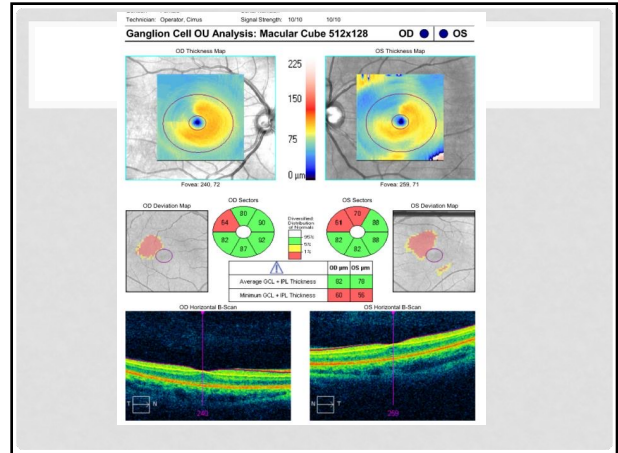 Technician: Operator, Cirrus Signal Strength: 10/10 10/10
Ganglion Cell OU Analysis: Macular Cube 512x128 OD OS
OD Thickness Map OS Thickness Map
225
150
75
0 µm
Fovea: 240, 72 Fovea: 259, 71
OD Deviation Map OD Sectors OS Sectors OS Deviation Map
80
64 90
82 92
87
Diversified:
Distribution
of Normals
95%
5%
1%
70
61 88
82 88
82
OD µm OS µm
Average GCL + IPL Thickness 82 78
Minimum GCL + IPL Thickness 60 56
OD Horizontal B-Scan OS Horizontal B-Scan
T N N T
240 259